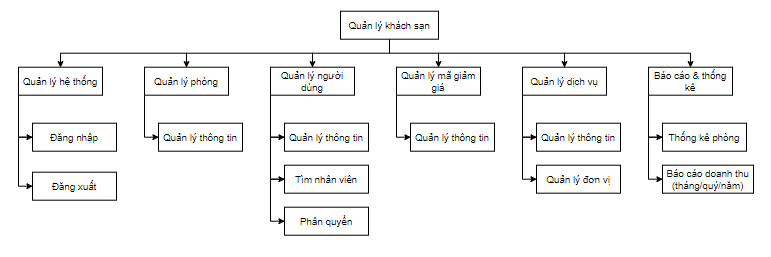 Quản lý khách sạn
Quản lý hệ thống
Quản lý phòng
Quản lý người
dùng
Quản lý mã giảm
giá
Quản lý dịch vụ
Báo cáo & thống
kê
Đăng nhập
Quản lý thông tin
Quản lý thông tin
Quản lý thông tin
Quản lý thông tin
Thống kê phòng
Đăng xuất
Tìm nhân viên
Quản lý đơn vị
Báo cáo doanh thu
(tháng/quý/năm)
Phân quyền